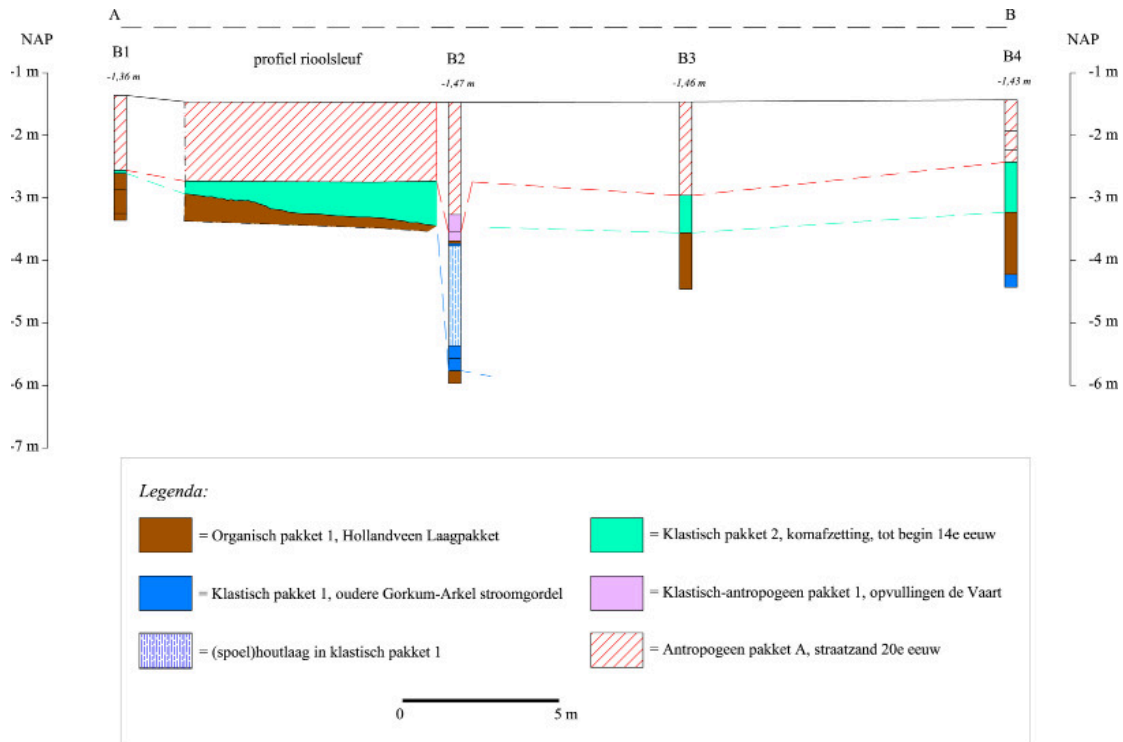 A B
NAP NAP
B1 profiel rioolsleuf B2 B3 B4
-1,36 m -1,47 m -1,46 m -1,43 m
-1 m -1 m
-2 m -2 m
-3 m -3 m
-4 m -4 m
-5 m -5 m
-6 m -6 m
-7 m
Legenda:
= Organisch pakket 1, Hollandveen Laagpakket
= Klastisch pakket 2, komafzetting, tot begin 14e eeuw
= Klastisch pakket 1, oudere Gorkum-Arkel stroomgordel
= Klastisch-antropogeen pakket 1, opvullingen de Vaart
= (spoel)houtlaag in klastisch pakket 1
= Antropogeen pakket A, straatzand 20e eeuw
0 5 m